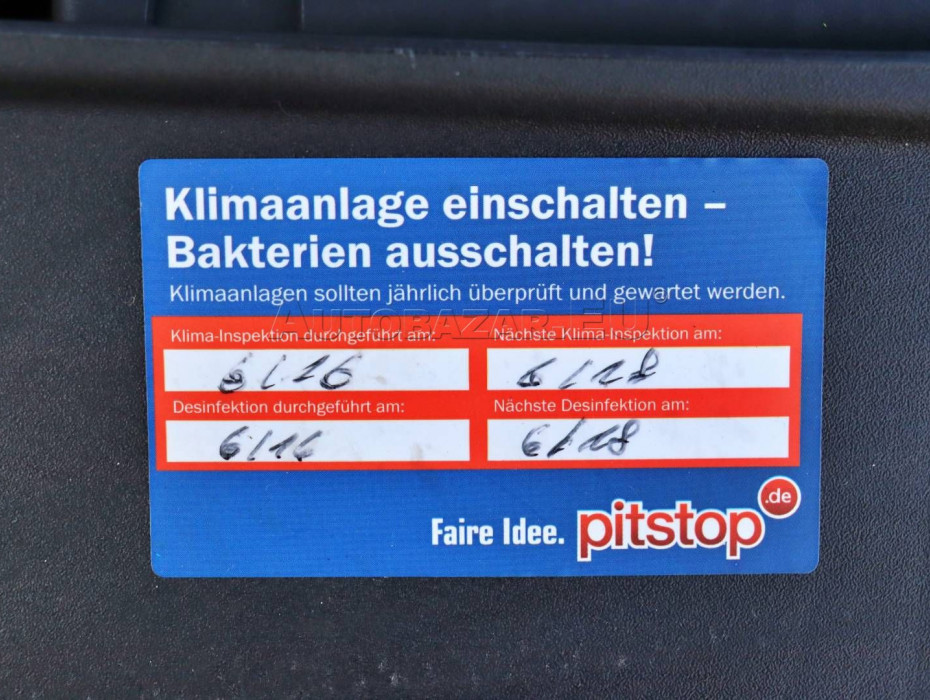 Klimaanlage einschalten –
Bakterien ausschalten!
Klimaanlagen sollten jährlich überprüft und gewartet werden.
AUTOBAZAR.EU
Klima-Inspektion durchgeführt am: Nächste Klima-Inspektion am:
6/16 6/18
Desinfektion durchgeführt am: Nächste Desinfektion am:
6/16 6/18
Faire Idee. pitstop.de